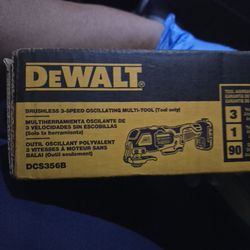 DEWALT
BRUSHLESS 3-SPEED OSCILLATING MULTI-TOOL (Tool only)
MULTIHERRAMIENTA OSCILANTE DE
3 VELOCIDADES SIN ESCOBILLAS
(Solo la herramienta)
OUTIL OSCILLANT POLYVALENT
3 VITESSES À MOTEUR SANS
BALAI (Outil seulement)
DCS356B
3
1
90